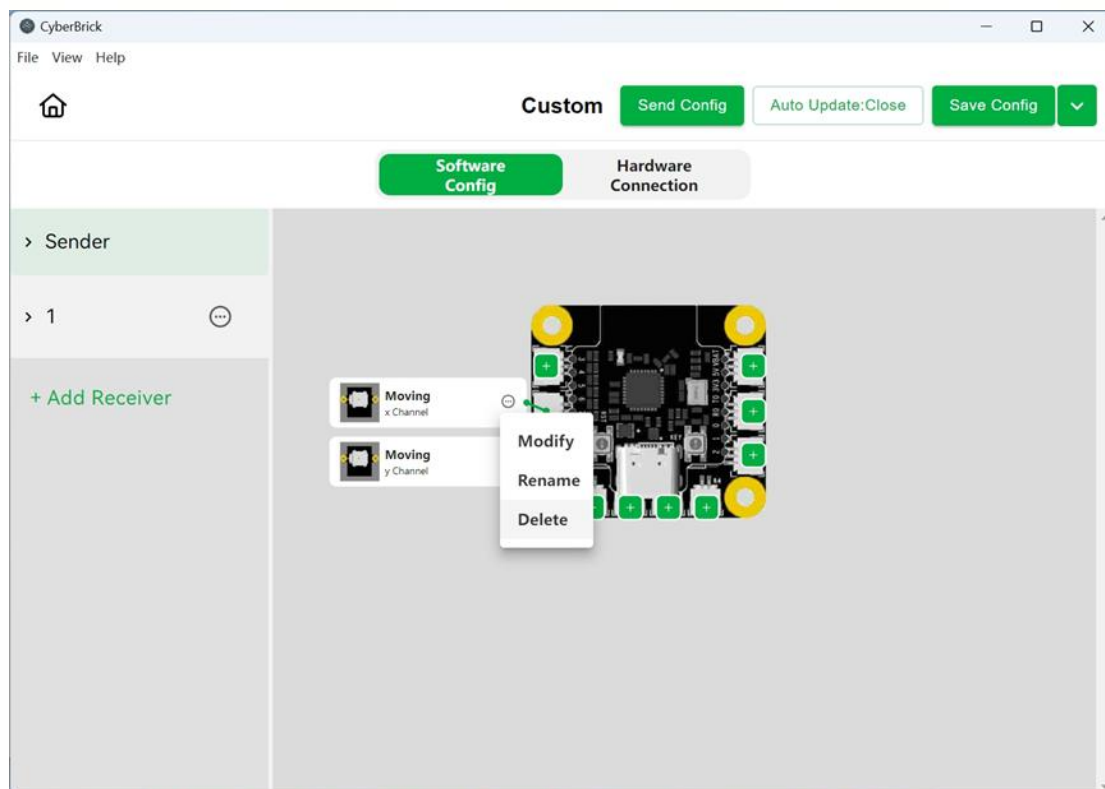 CyberBrick
File View Help
Custom
Send Config
Auto Update:Close
Save Config
Software
Config
Hardware
Connection
Sender
1
+ Add Receiver
Moving
x Channel
Moving
y Channel
Modify
Rename
Delete